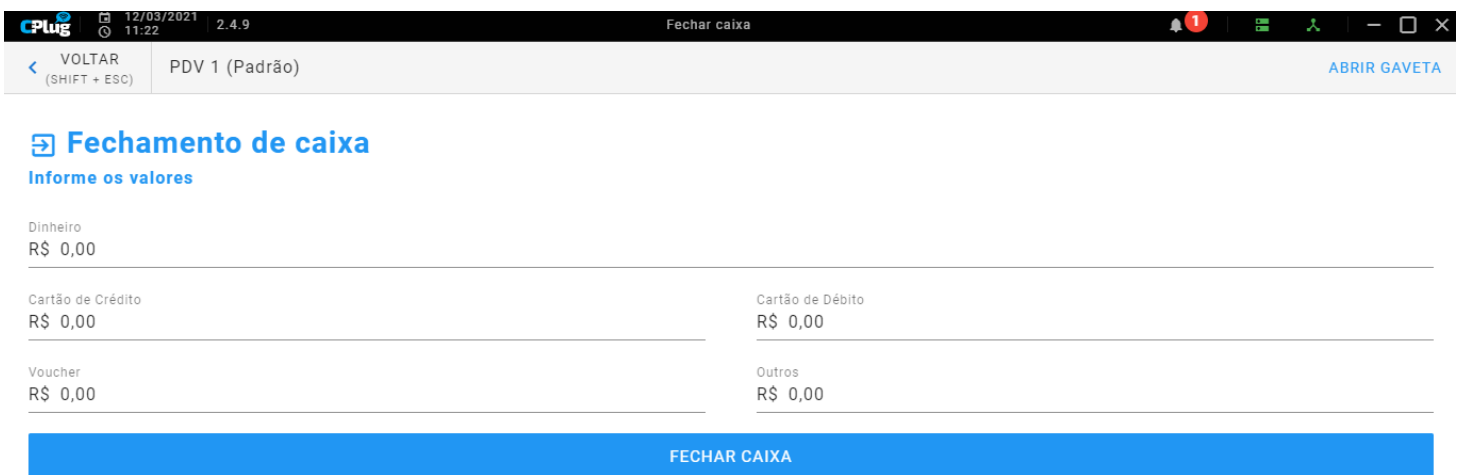 CPlug 12/03/2021 11:22 2.4.9 Fechar caixa 1
VOLTAR
(SHIFT + ESC)
PDV 1 (Padrão) ABRIR GAVETA
Fechamento de caixa
Informe os valores
Dinheiro
R$ 0,00
Cartão de Crédito
R$ 0,00
Cartão de Débito
R$ 0,00
Voucher
R$ 0,00
Outros
R$ 0,00
FECHAR CAIXA